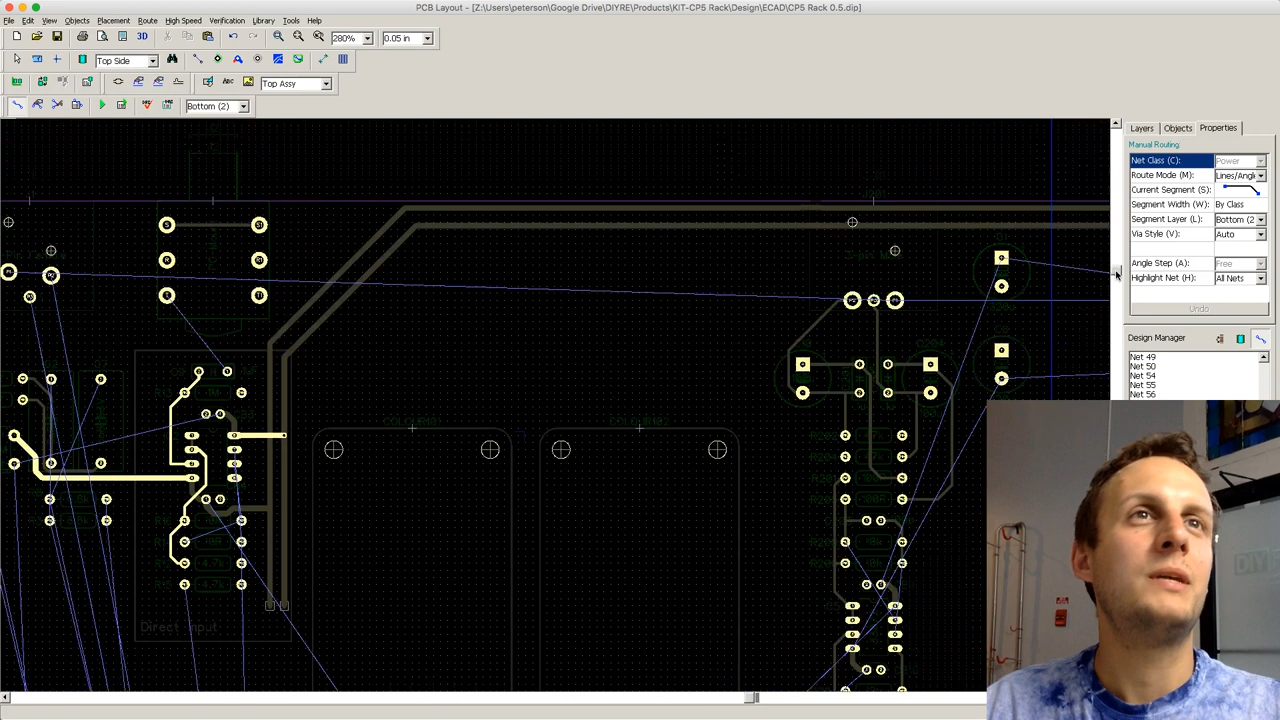 PCB Layout - [Z:\Users\peterson\Google Drive\DIYRE\Products\KIT-CP5 Rack\Design\ECAD\CP5 Rack 0.5.dip]
File Edit View Objects Placement Route High Speed Verification Library Tools Help
3D 280% 0.05 in
Top Side
Abc Top Assy
Bottom (2)
Layers Objects Properties
Manual Routing
Net Class (C): Power
Route Mode (M): Lines/Angl
Current Segment (S):
Segment Width (W): By Class
Segment Layer (L): Bottom (2
Via Style (V): Auto
Angle Step (A): Free
Highlight Net (H): All Nets
Undo
Design Manager
Net 49
Net 50
Net 54
Net 55
Net 56
Direct Input